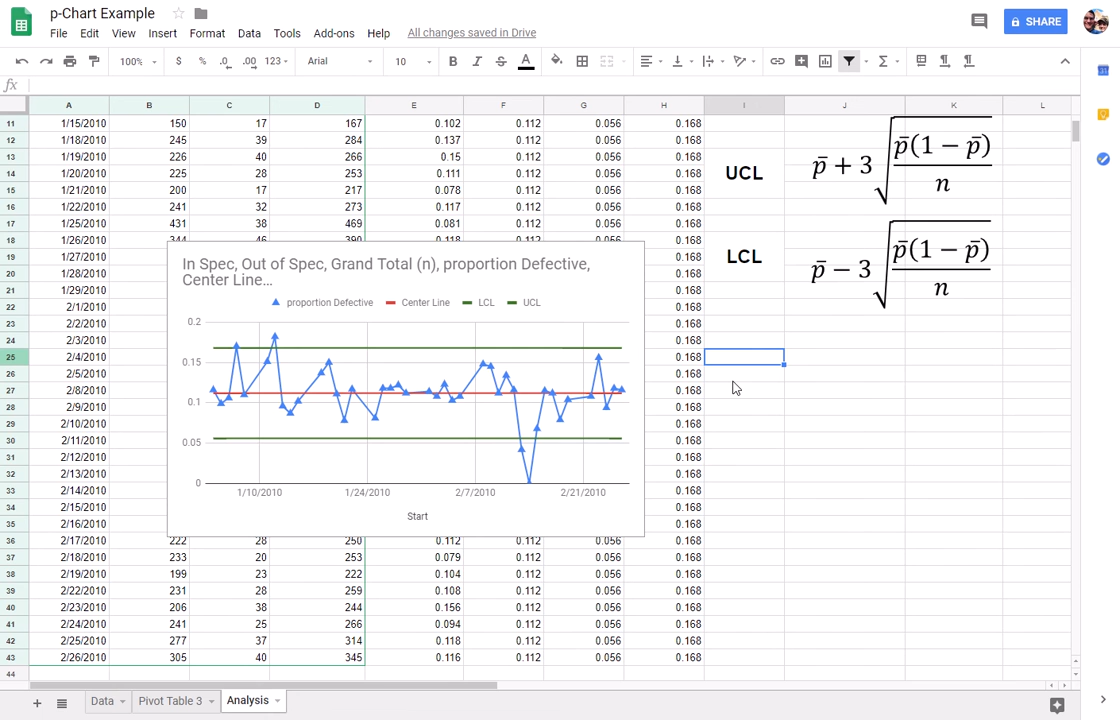 p-Chart Example
File Edit View Insert Format Data Tools Add-ons Help All changes saved in Drive
SHARE
100% $ % .0 .00 123 Arial 10 B I S A Σ
fx
A B C D E F G H I J K L
11 1/15/2010 150 17 167 0.102 0.112 0.056 0.168
12 1/18/2010 245 39 284 0.137 0.112 0.056 0.168
13 1/19/2010 226 40 266 0.15 0.112 0.056 0.168
14 1/20/2010 225 28 253 0.111 0.112 0.056 0.168
15 1/21/2010 200 17 217 0.078 0.112 0.056 0.168
16 1/22/2010 241 32 273 0.117 0.112 0.056 0.168
17 1/25/2010 431 38 469 0.081 0.112 0.056 0.168
18 1/26/2010 344 46 390 0.118 0.112 0.056 0.168
19 1/27/2010 0.168
20 1/28/2010 0.168
21 1/29/2010 0.168
22 2/1/2010 0.168
23 2/2/2010 0.168
24 2/3/2010 0.168
25 2/4/2010 0.168
26 2/5/2010 0.168
27 2/8/2010 0.168
28 2/9/2010 0.168
29 2/10/2010 0.168
30 2/11/2010 0.168
31 2/12/2010 0.168
32 2/13/2010 0.168
33 2/14/2010 0.168
34 2/15/2010 0.168
35 2/16/2010 0.168
36 2/17/2010 222 28 250 0.112 0.112 0.056 0.168
37 2/18/2010 233 20 253 0.079 0.112 0.056 0.168
38 2/19/2010 199 23 222 0.104 0.112 0.056 0.168
39 2/22/2010 231 28 259 0.108 0.112 0.056 0.168
40 2/23/2010 206 38 244 0.156 0.112 0.056 0.168
41 2/24/2010 241 25 266 0.094 0.112 0.056 0.168
42 2/25/2010 277 37 314 0.118 0.112 0.056 0.168
43 2/26/2010 305 40 345 0.116 0.112 0.056 0.168
44
In Spec, Out of Spec, Grand Total (n), proportion Defective,
Center Line…
proportion Defective Center Line LCL UCL
0.2
0.15
0.1
0.05
0
1/10/2010 1/24/2010 2/7/2010 2/21/2010
Start
UCL p̄ + 3 √ p̄(1 − p̄) / n
LCL p̄ − 3 √ p̄(1 − p̄) / n
Data Pivot Table 3 Analysis